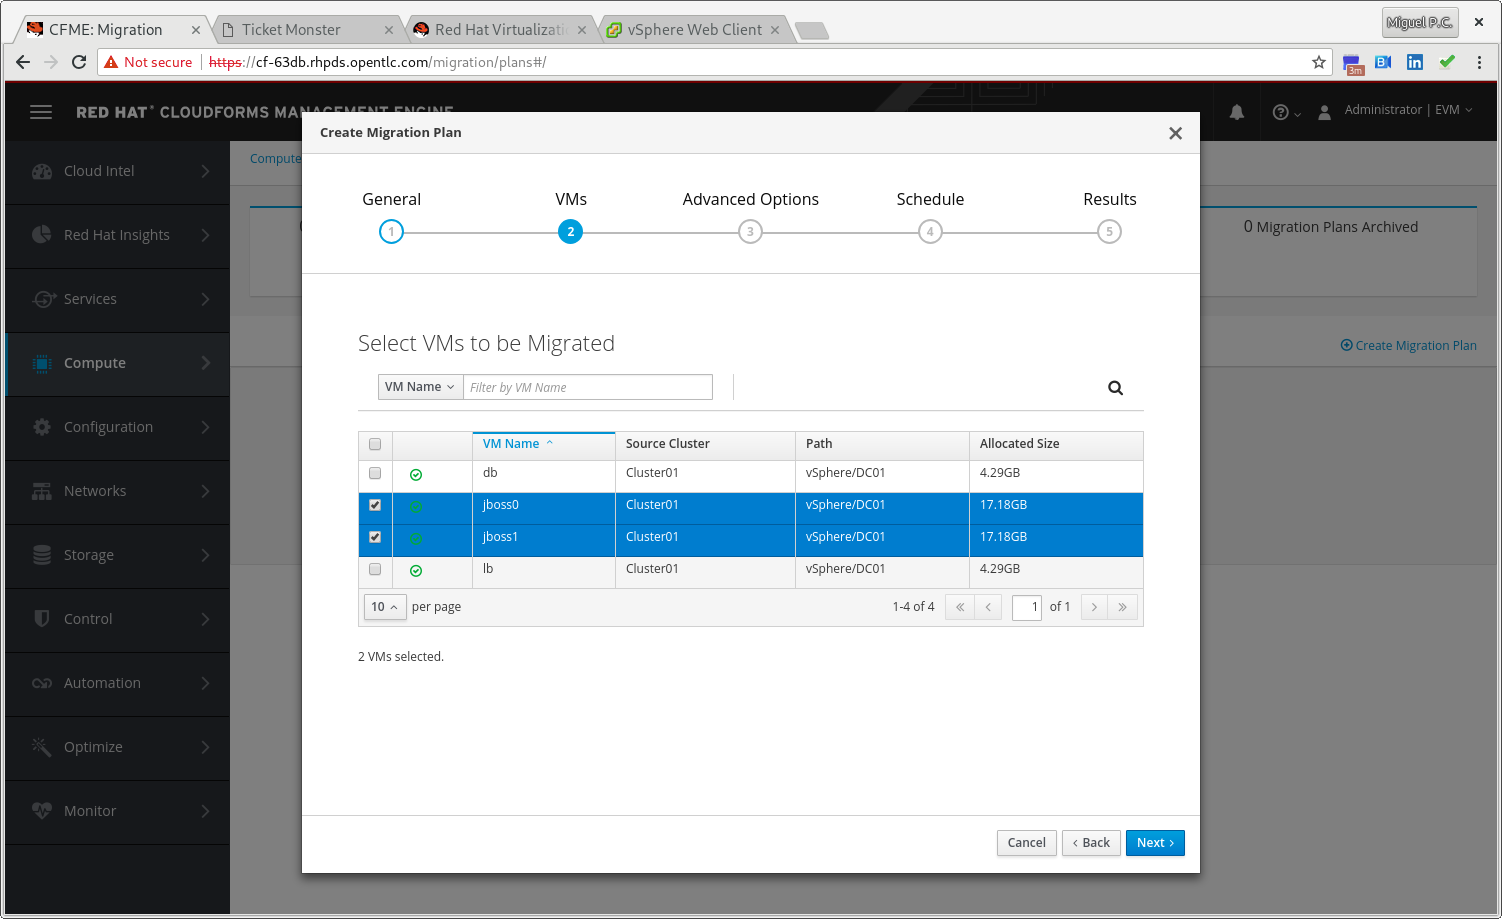 CFME: Migration
Ticket Monster
Red Hat Virtualizati
vSphere Web Client
Miguel P.C.
Not secure
https://cf-63db.rhpds.opentlc.com/migration/plans#/
3m
RED HAT® CLOUDFORMS MANAGEMENT ENGINE
Administrator | EVM
Cloud Intel
Red Hat Insights
Services
Compute
Configuration
Networks
Storage
Control
Automation
Optimize
Monitor
Compute
0 Migration Plans Archived
Create Migration Plan
Create Migration Plan
General
VMs
Advanced Options
Schedule
Results
1
2
3
4
5
Select VMs to be Migrated
VM Name
Filter by VM Name
VM Name Source Cluster Path Allocated Size
db Cluster01 vSphere/DC01 4.29GB
jboss0 Cluster01 vSphere/DC01 17.18GB
jboss1 Cluster01 vSphere/DC01 17.18GB
lb Cluster01 vSphere/DC01 4.29GB
10 per page 1-4 of 4 « ‹ 1 of 1 › »
2 VMs selected.
Cancel
‹ Back
Next ›